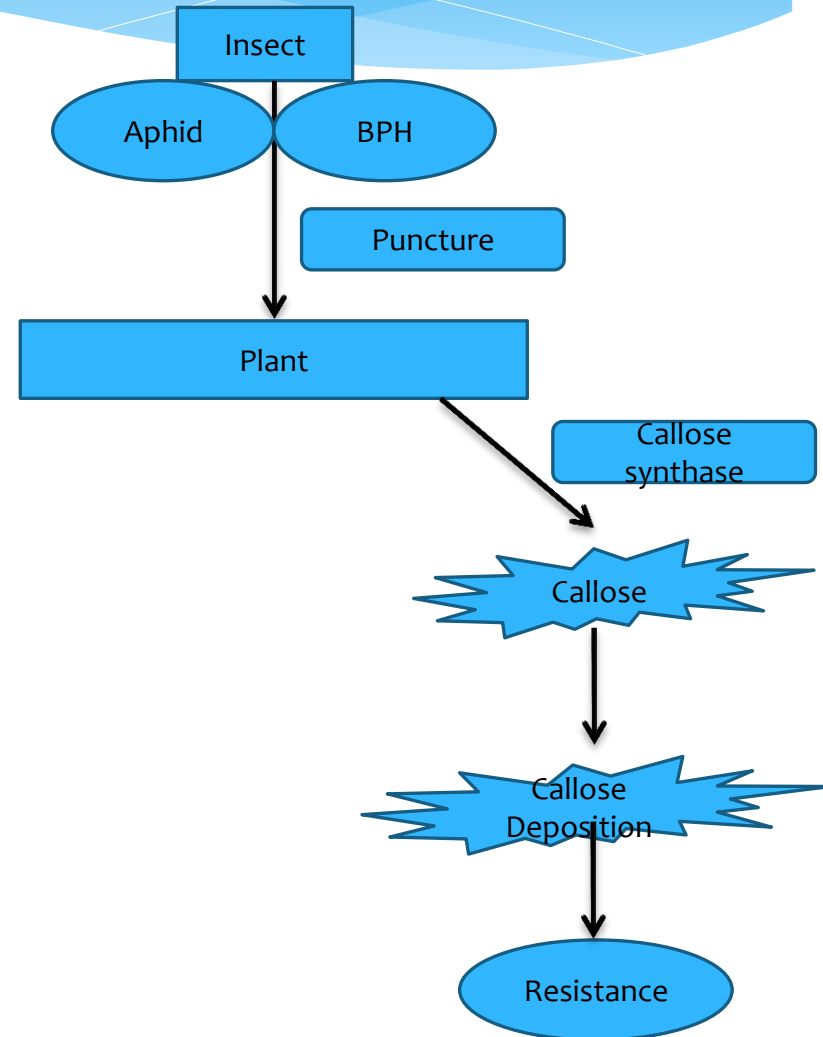 Insect
Aphid
BPH
Puncture
Plant
Callose
synthase
Callose
Callose
Deposition
Resistance